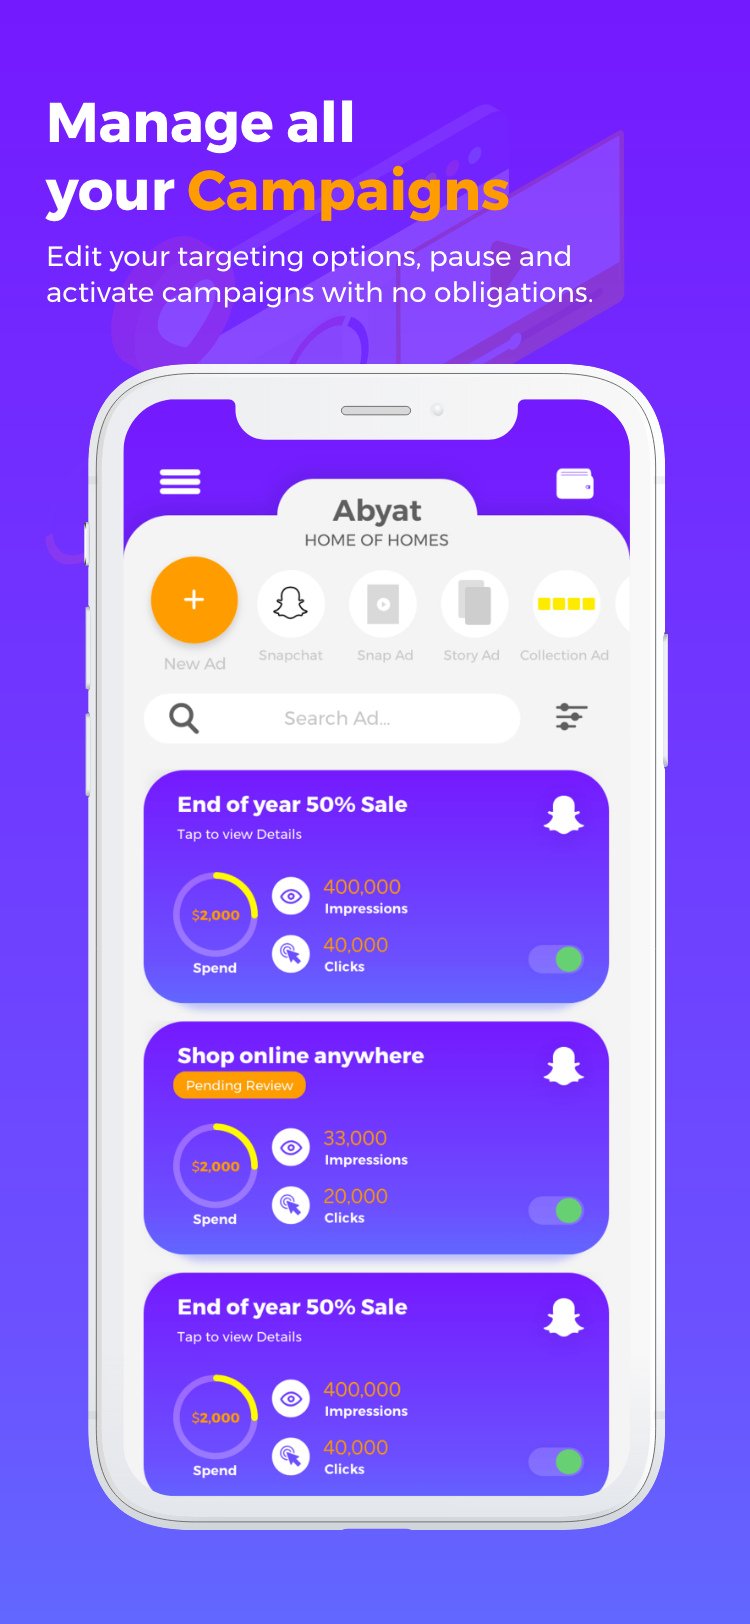 Manage all
your Campaigns
Edit your targeting options, pause and
activate campaigns with no obligations.
Abyat
HOME OF HOMES
New Ad
Snapchat
Snap Ad
Story Ad
Collection Ad
Search Ad...
End of year 50% Sale
Tap to view Details
$2,000
Spend
400,000
Impressions
40,000
Clicks
Shop online anywhere
Pending Review
$2,000
Spend
33,000
Impressions
20,000
Clicks
End of year 50% Sale
Tap to view Details
$2,000
Spend
400,000
Impressions
40,000
Clicks